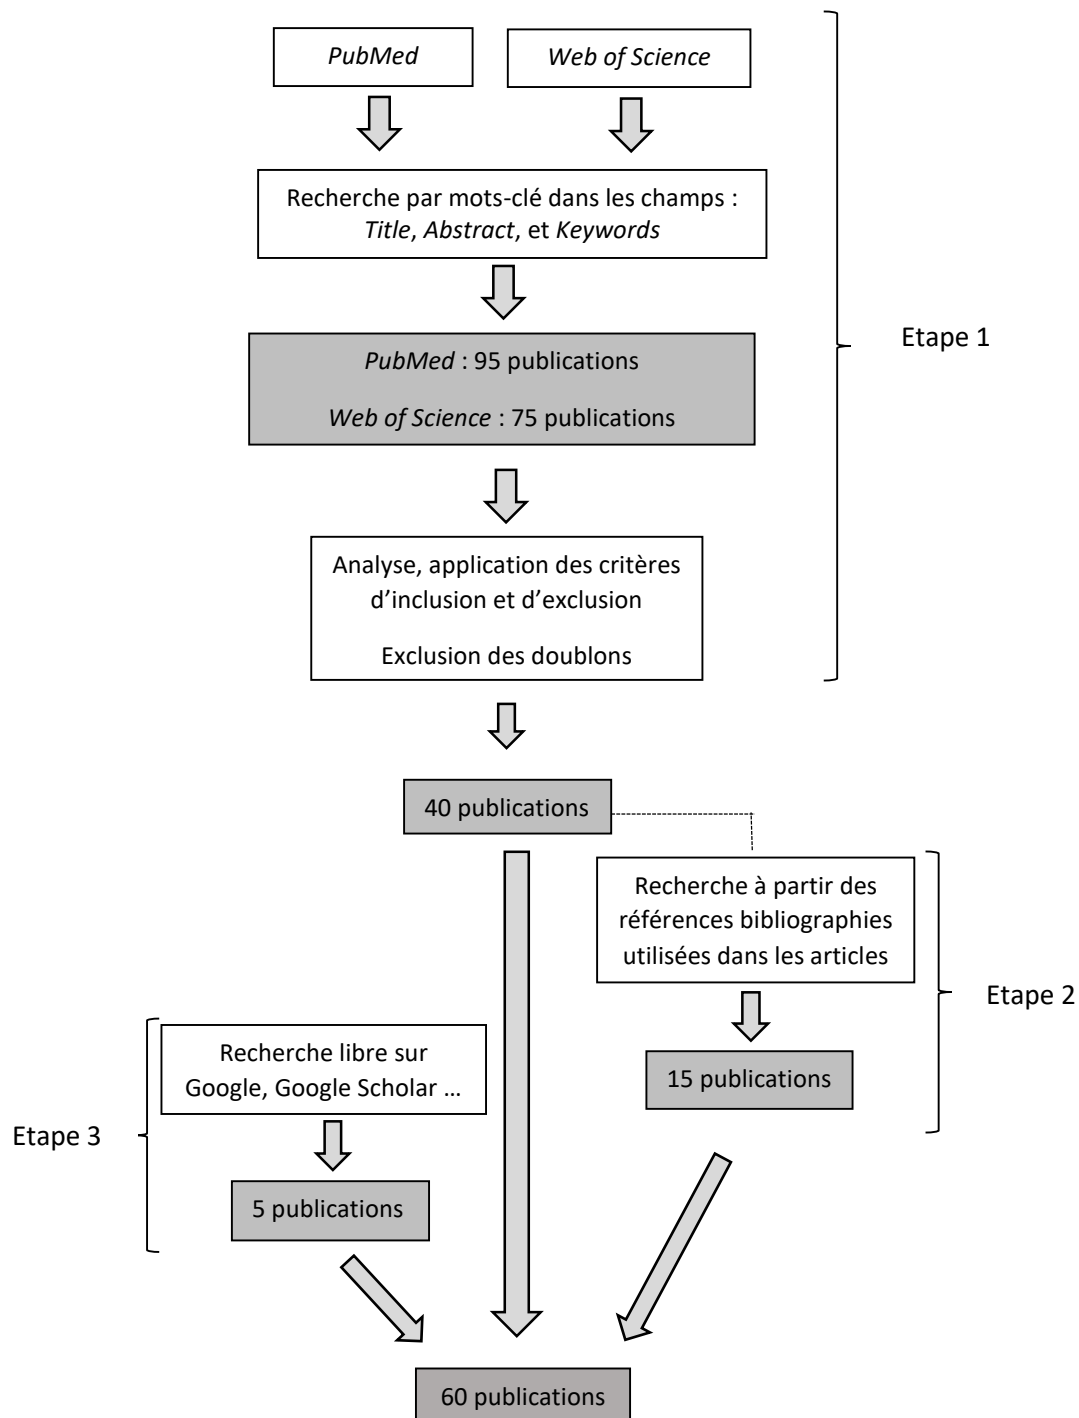 PubMed
Web of Science
Recherche par mots-clé dans les champs :
Title, Abstract, et Keywords
PubMed : 95 publications
Web of Science : 75 publications
Etape 1
Analyse, application des critères
d’inclusion et d’exclusion
Exclusion des doublons
40 publications
Recherche à partir des
références bibliographies
utilisées dans les articles
Etape 2
15 publications
Recherche libre sur
Google, Google Scholar ...
Etape 3
5 publications
60 publications